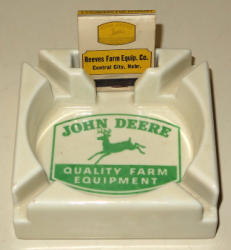 Reeves Farm Equip. Co.
Central City, Nebr.
JOHN DEERE
QUALITY FARM
EQUIPMENT